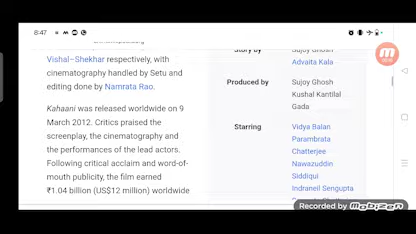 8:47
Vishal–Shekhar respectively, with
cinematography handled by Setu and
editing done by Namrata Rao.
Kahaani was released worldwide on 9
March 2012. Critics praised the
screenplay, the cinematography and
the performances of the lead actors.
Following critical acclaim and word-of-
mouth publicity, the film earned
₹1.04 billion (US$12 million) worldwide
Story by
Sujoy Ghosh
Advaita Kala
Produced by
Sujoy Ghosh
Kushal Kantilal
Gada
Starring
Vidya Balan
Parambrata
Chatterjee
Nawazuddin
Siddiqui
Indraneil Sengupta
Recorded by Mobizen